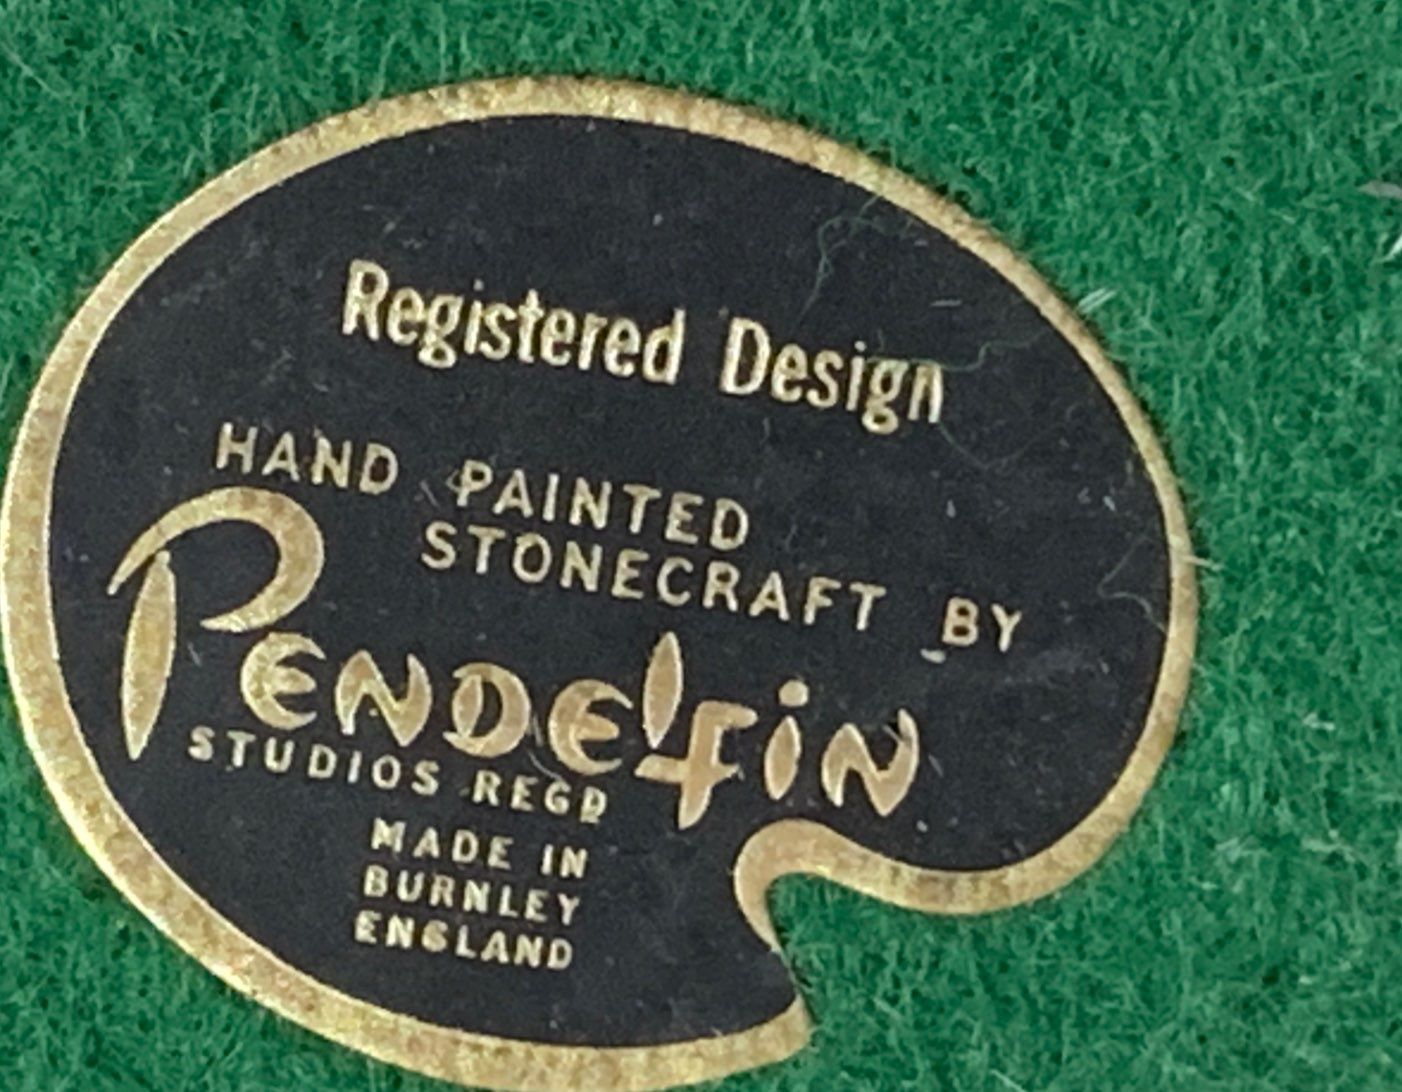 Registered Design
HAND PAINTED
STONECRAFT BY
PENDELFIN
STUDIOS REGD
MADE IN
BURNLEY
ENGLAND